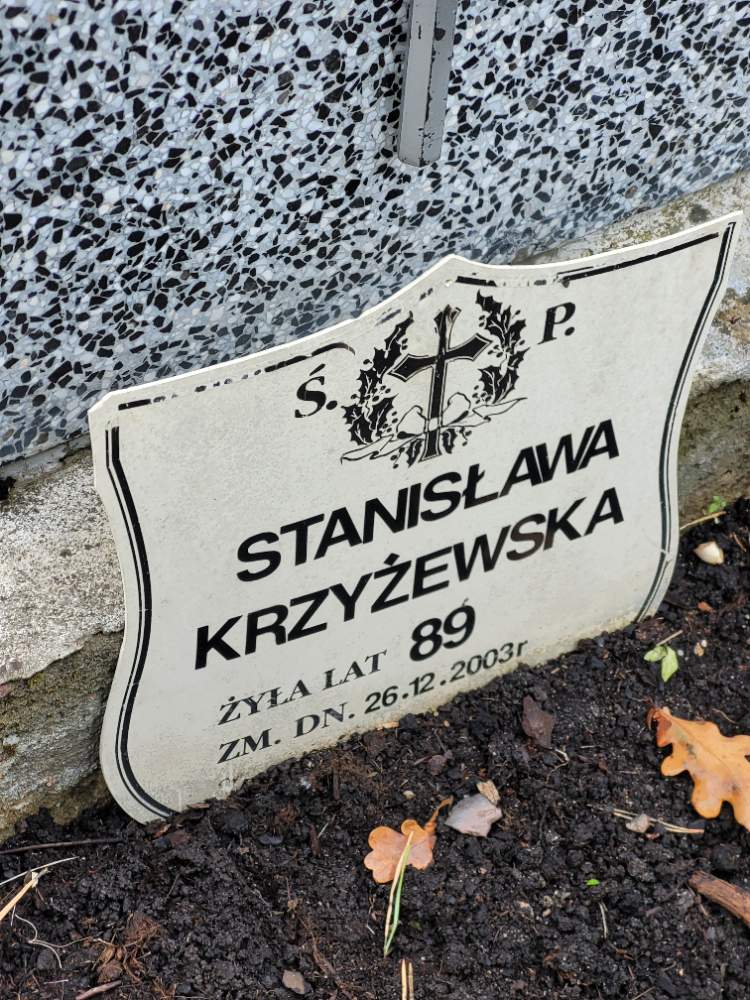 Ś. P.
STANISŁAWA
KRZYŻEWSKA
ŻYŁA LAT 89
ZM. DN. 26.12.2003r